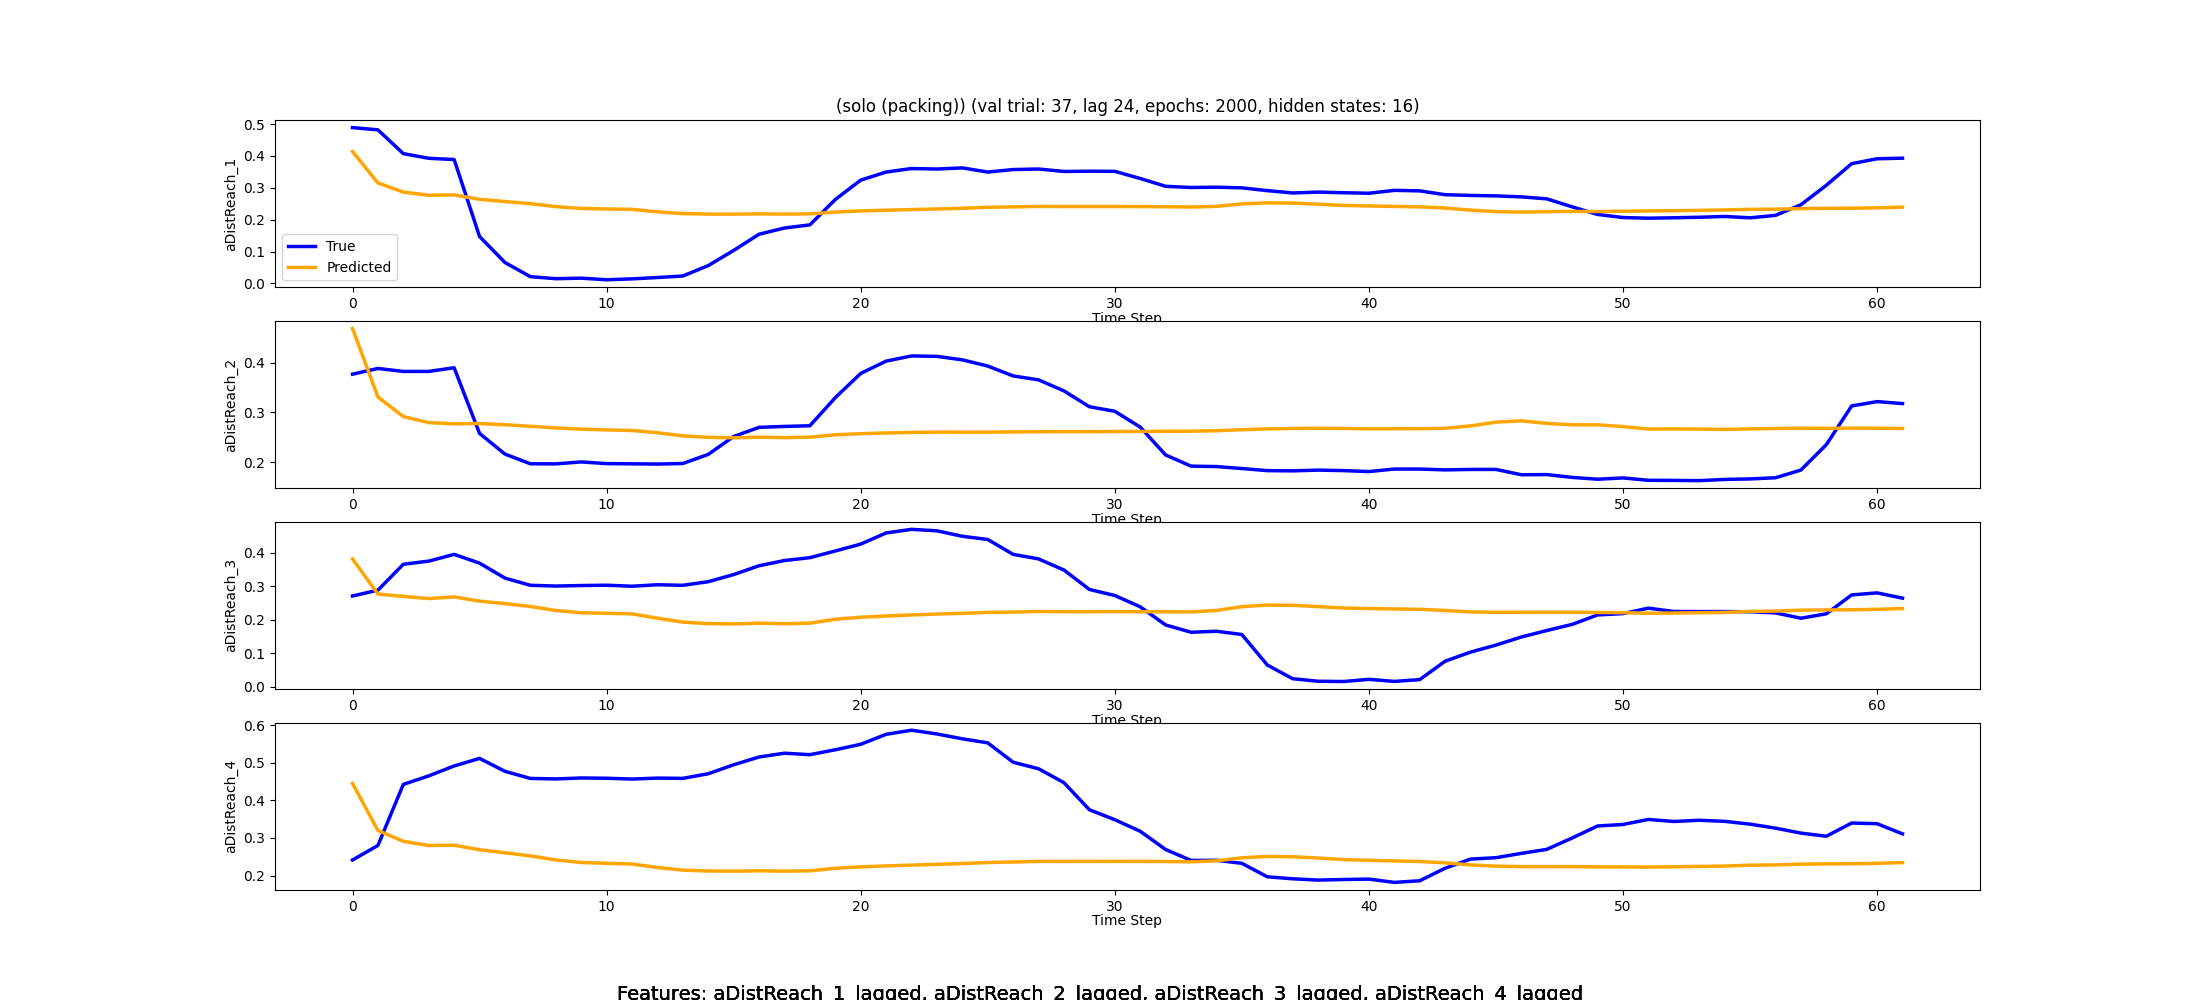 (solo (packing)) (val trial: 37, lag 24, epochs: 2000, hidden states: 16)
aDistReach_1
0.5
0.4
0.3
0.2
0.1
0.0
True
Predicted
0 10 20 30 40 50 60
Time Step
aDistReach_2
0.4
0.3
0.2
0 10 20 30 40 50 60
Time Step
aDistReach_3
0.4
0.3
0.2
0.1
0.0
0 10 20 30 40 50 60
Time Step
aDistReach_4
0.6
0.5
0.4
0.3
0.2
0 10 20 30 40 50 60
Time Step
Features: aDistReach_1_lagged, aDistReach_2_lagged, aDistReach_3_lagged, aDistReach_4_lagged